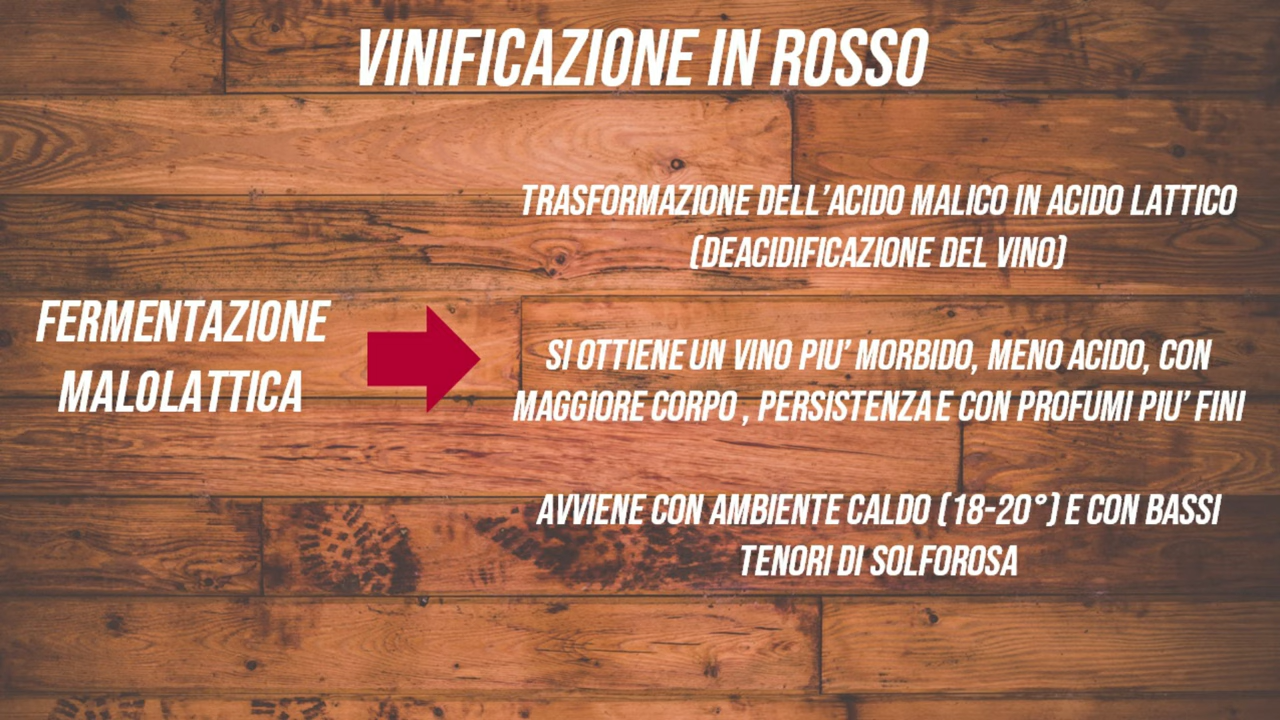 VINIFICAZIONE IN ROSSO
TRASFORMAZIONE DELL'ACIDO MALICO IN ACIDO LATTICO
(DEACIDIFICAZIONE DEL VINO)
FERMENTAZIONE
MALOLATTICA
SI OTTIENE UN VINO PIU' MORBIDO, MENO ACIDO, CON
MAGGIORE CORPO , PERSISTENZA E CON PROFUMI PIU' FINI
AVVIENE CON AMBIENTE CALDO (18-20°) E CON BASSI
TENORI DI SOLFOROSA